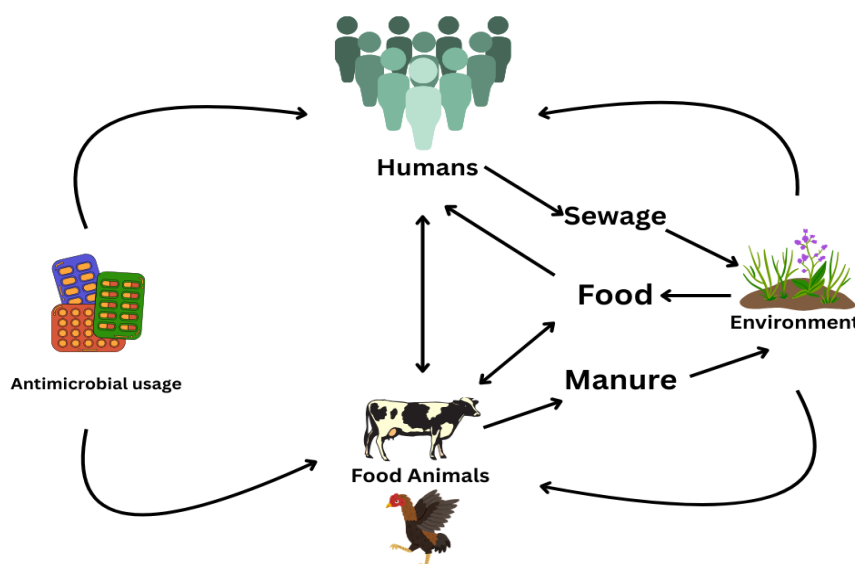 Humans
Sewage
Food
Environment
Manure
Antimicrobial usage
Food Animals